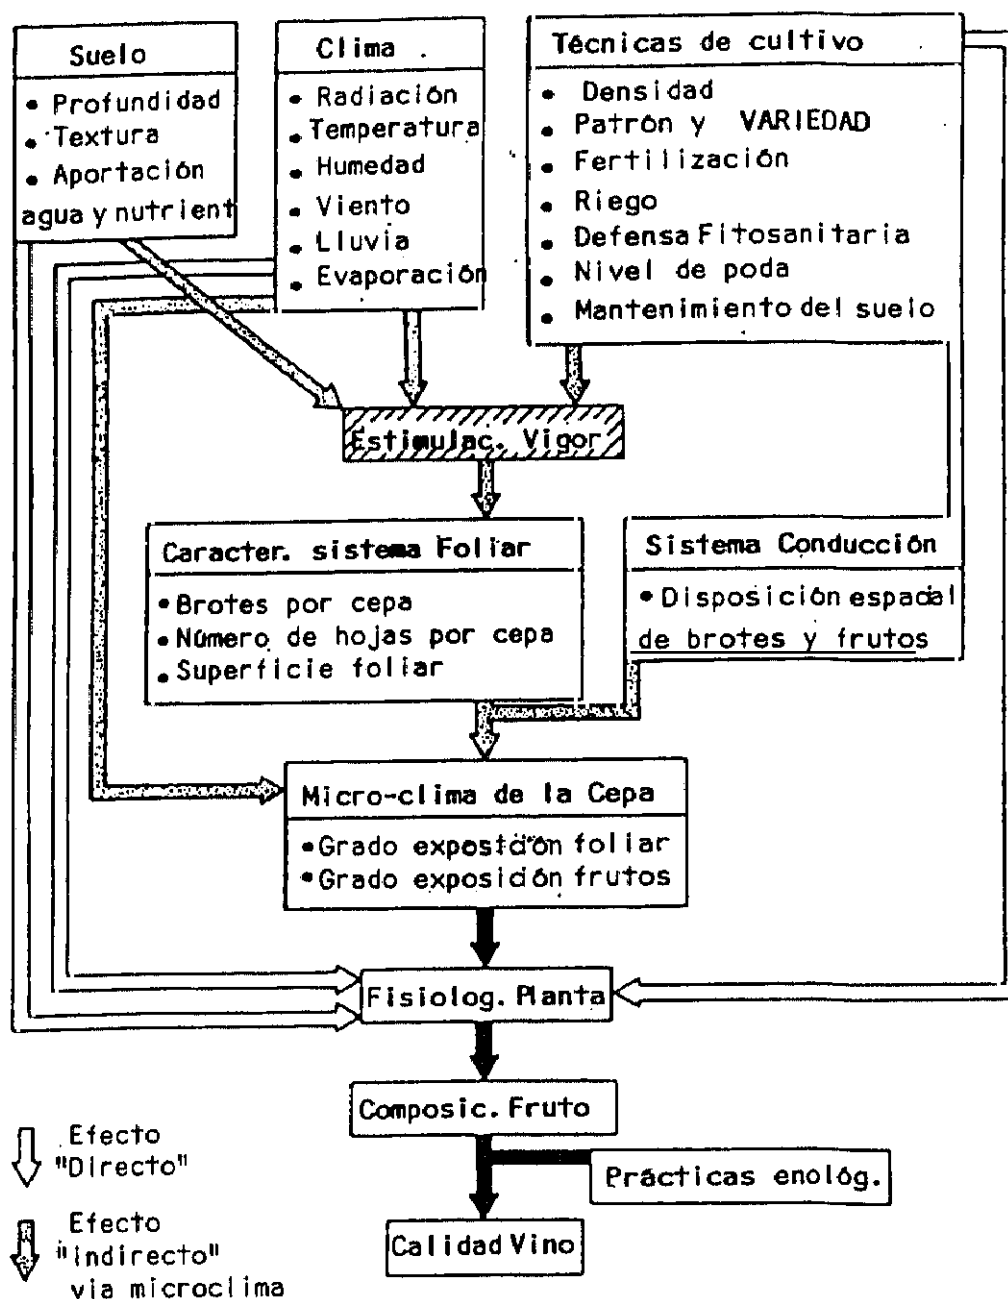 Suelo
• Profundidad
• Textura
• Aportación
agua y nutrient
Clima
• Radiación
• Temperatura
• Humedad
• Viento
• Lluvia
• Evaporación
Técnicas de cultivo
• Densidad
• Patrón y VARIEDAD
• Fertilización
• Riego
• Defensa Fitosanitaria
• Nivel de poda
• Mantenimiento del suelo
Estimulac. Vigor
Caracter. sistema Foliar
• Brotes por cepa
• Número de hojas por cepa
• Superficie foliar
Sistema Conducción
• Disposición espacial
de brotes y frutos
Micro-clima de la Cepa
• Grado exposición foliar
• Grado exposición frutos
Fisiolog. Planta
Composic. Fruto
Prácticas enológ.
Calidad Vino
Efecto
"Directo"
Efecto
"Indirecto"
via microclima